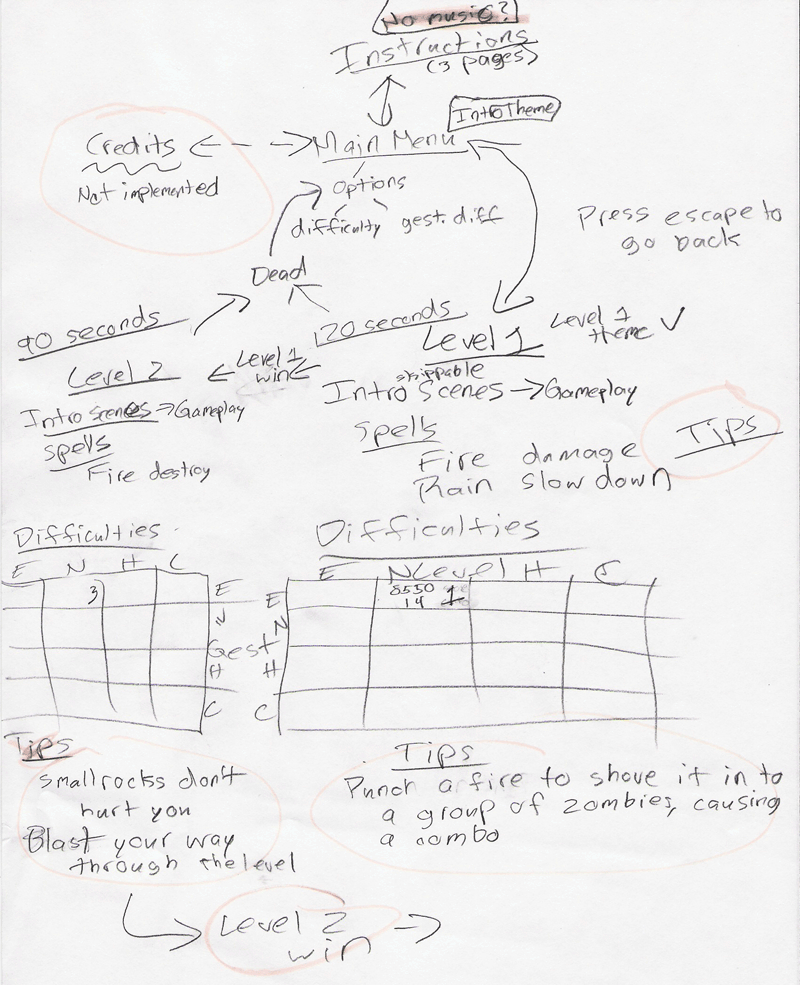 No music?
Instructions
(3 pages)
Intro Theme
Credits
Main Menu
Not implemented
Options
difficulty gest. diff
Press escape to
go back
Dead
90 seconds
120 seconds
Level 1
Level 1
theme ✓
Level 2
Level 1
win
skippable
Intro Scenes → Gameplay
Intro Scenes → Gameplay
Spells
Fire destroy
Spells
Fire damage
Rain slow down
Tips
Difficulties
E N H C
3
E
N
Gest
H
C
Difficulties
E N Level H C
8550
14 1
E
N
H
C
Tips
small rocks don't
hurt you
Blast your way
through the level
Tips
Punch a fire to shove it in to
a group of zombies, causing
a combo
Level 2
win